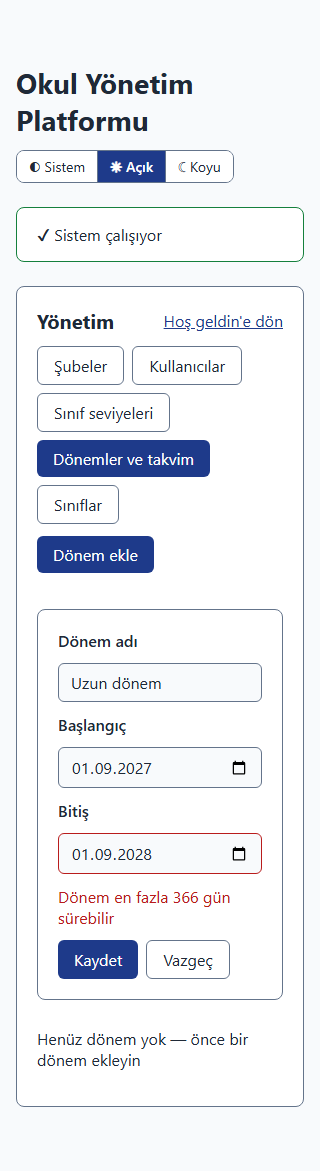 Okul Yönetim
Platformu
Sistem
Açık
Koyu
✓ Sistem çalışıyor
Yönetim
Hoş geldin'e dön
Şubeler
Kullanıcılar
Sınıf seviyeleri
Dönemler ve takvim
Sınıflar
Dönem ekle
Dönem adı
Uzun dönem
Başlangıç
01.09.2027
Bitiş
01.09.2028
Dönem en fazla 366 gün
sürebilir
Kaydet
Vazgeç
Henüz dönem yok — önce bir
dönem ekleyin